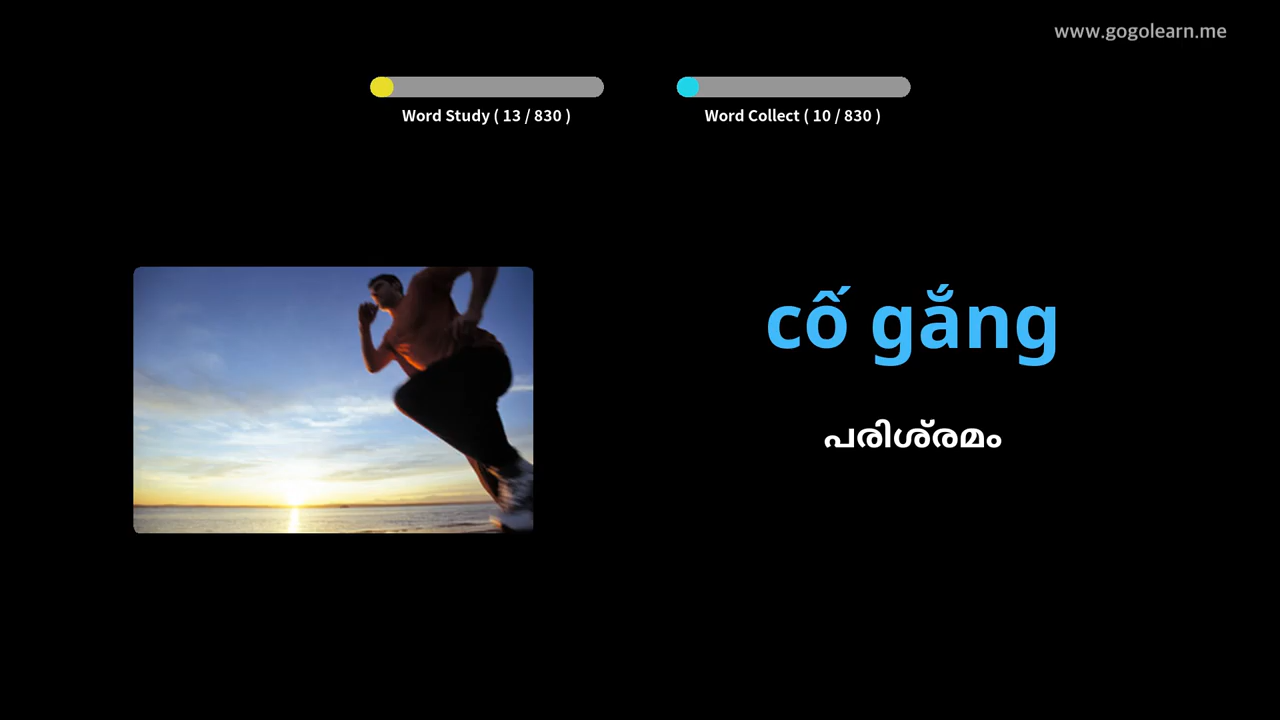 www.gogolearn.me
Word Study ( 13 / 830 )
Word Collect ( 10 / 830 )
cố gắng
പരിശ്രമം